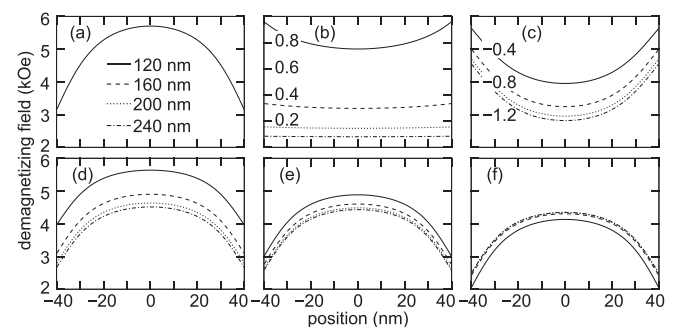 6
5
4
3
2
(a)
120 nm
160 nm
200 nm
240 nm
(b)
0.8
0.6
0.4
0.2
(c)
−0.4
−0.8
−1.2
demagnetizing field (kOe)
6
5
4
3
2
(d)
(e)
(f)
−40 −20 0 20 40
−40 −20 0 20 40
−40 −20 0 20 40
position (nm)